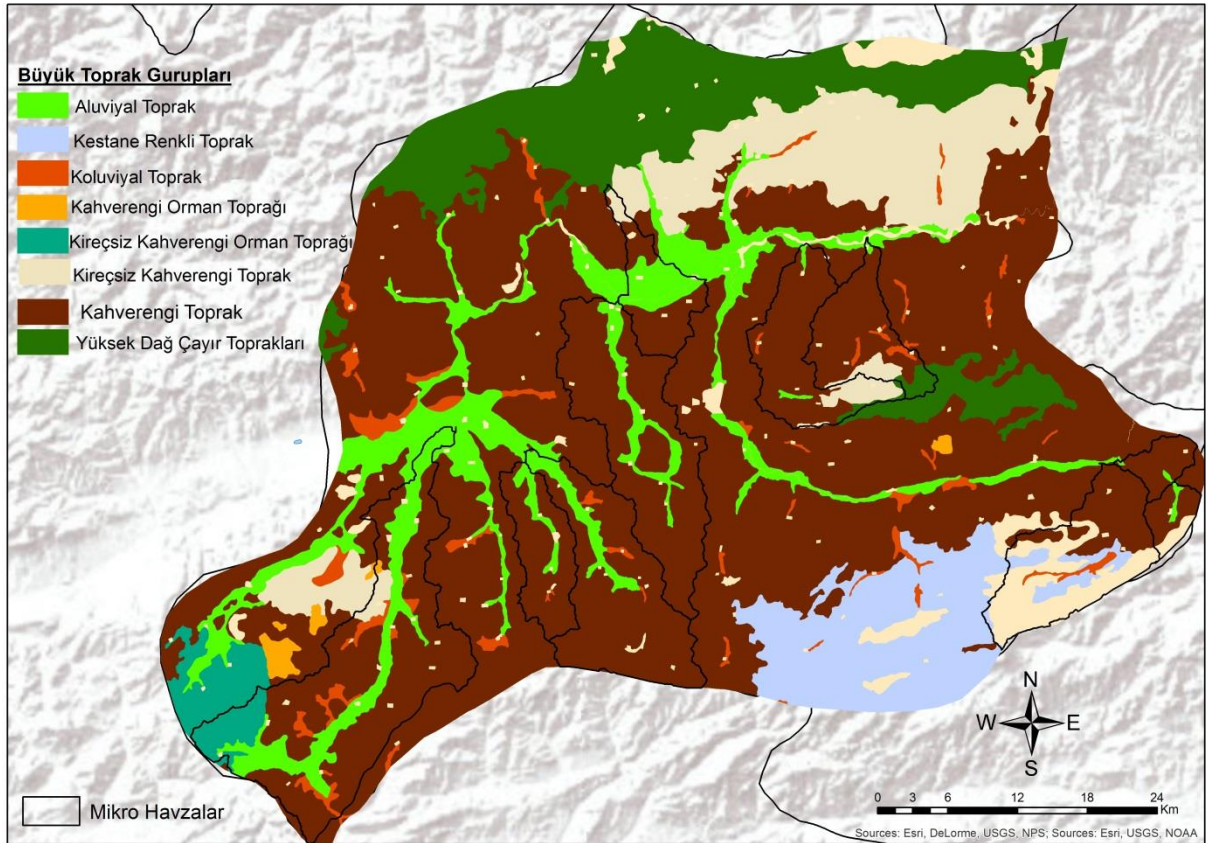 Büyük Toprak Gurupları
Aluviyal Toprak
Kestane Renkli Toprak
Koluviyal Toprak
Kahverengi Orman Toprağı
Kireçsiz Kahverengi Orman Toprağı
Kireçsiz Kahverengi Toprak
Kahverengi Toprak
Yüksek Dağ Çayır Toprakları
N
W E
S
Mikro Havzalar
0 3 6 12 18 24
Km
Sources: Esri, DeLorme, USGS, NPS; Sources: Esri, USGS, NOAA